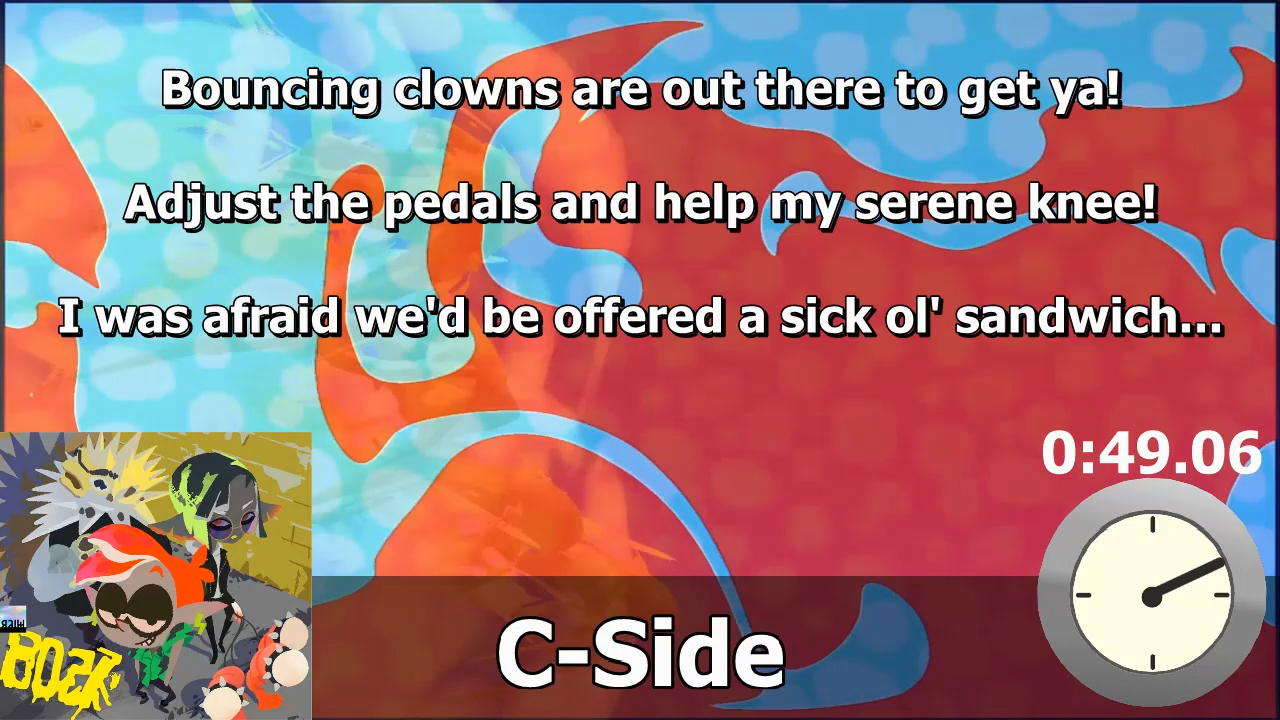 Bouncing clowns are out there to get ya!
Adjust the pedals and help my serene knee!
I was afraid we'd be offered a sick ol' sandwich...
0:49.06
C-Side